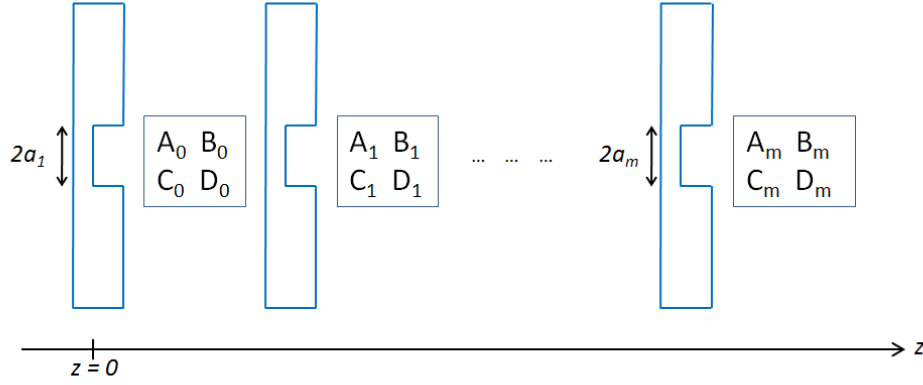 2a₁
A₀ B₀
C₀ D₀
A₁ B₁
C₁ D₁
... ... ...
2aₘ
Aₘ Bₘ
Cₘ Dₘ
z
z = 0